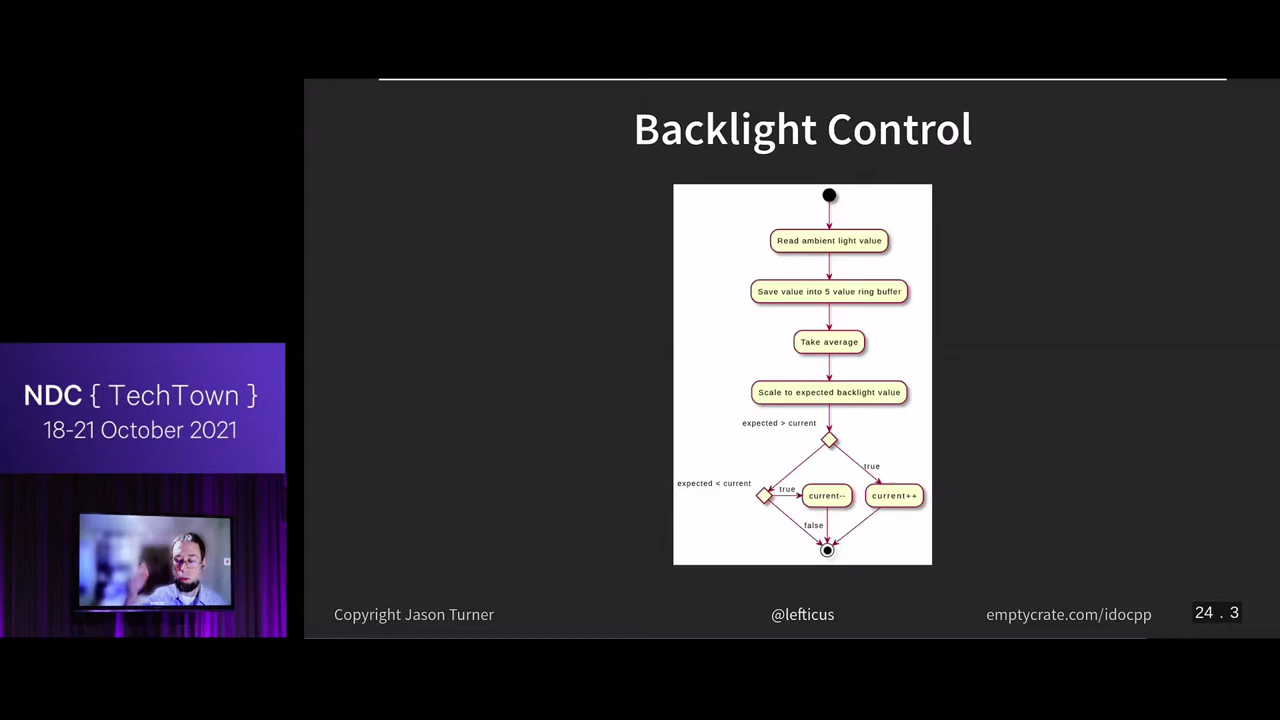 Backlight Control
Read ambient light value
Save value into 5 value ring buffer
Take average
Scale to expected backlight value
expected > current
true
expected < current
true
current--
current++
false
NDC { TechTown }
18-21 October 2021
Copyright Jason Turner
@lefticus
emptycrate.com/idocpp
24 . 3